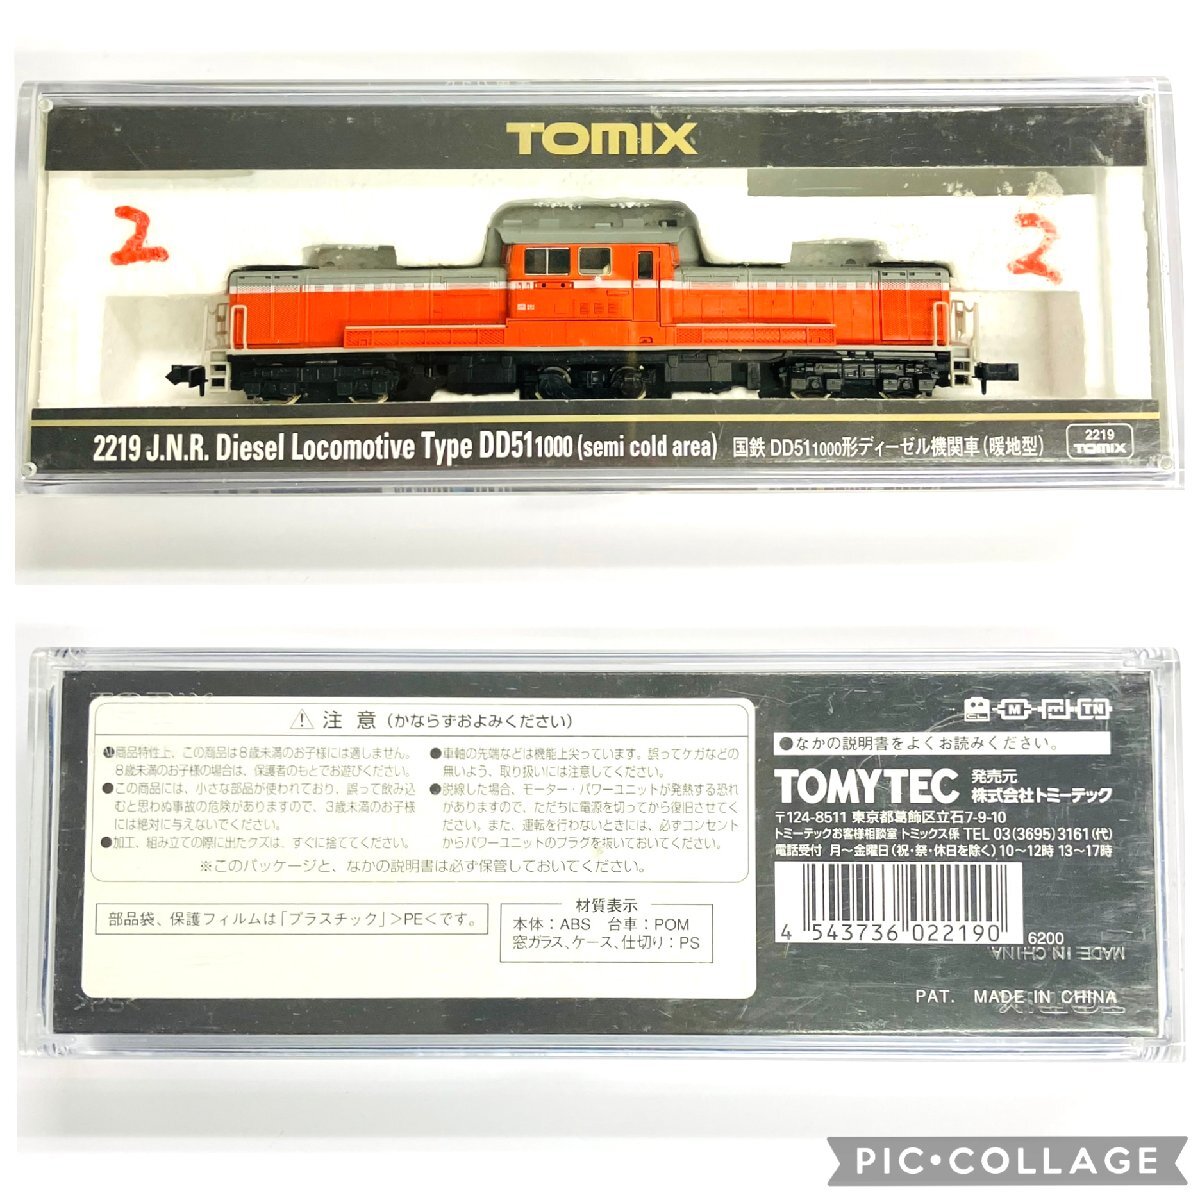 TOMIX
2 2
2219 J.N.R. Diesel Locomotive Type DD51 1000 (semi cold area) 国鉄 DD51 1000形ディーゼル機関車 (暖地型)
2219
TOMIX
TOMIX
⚠ 注 意 (かならずおよみください)
●商品特性上、この商品は8歳未満のお子様には適しません。
8歳未満のお子様の場合は、保護者のもとでお遊びください。
●この商品には、小さな部品が使われており、誤って飲み込
むと思わぬ事故の危険がありますので、3歳未満のお子様
には絶対に与えないでください。
●加工、組み立ての際に出たクズは、すぐに捨ててください。
●車軸の先端などは機能上尖っています。誤ってケガなどの
無いよう、取り扱いには注意してください。
●脱線した場合、モーター・パワーユニットが発熱する恐れ
がありますので、ただちに電源を切ってから復旧させてく
ださい。また、運転を行わないときには、必ずコンセント
からパワーユニットのプラグを抜いておいてください。
※このパッケージと、なかの説明書は必ず保管しておいてください。
部品袋、保護フィルムは「プラスチック」>PE<です。
材質表示
本体：ABS 台車：POM
窓ガラス、ケース、仕切り：PS
>PS<
M TN
●なかの説明書をよくお読みください。
TOMYTEC 発売元
株式会社トミーテック
〒124-8511 東京都葛飾区立石7-9-10
トミーテックお客様相談室 トミックス係 TEL 03(3695)3161(代)
電話受付 月～金曜日(祝・祭・休日を除く)10～12時 13～17時
4 543736 022190
6200
MADE IN CHINA
PAT. MADE IN CHINA
TOMIX
PIC•COLLAGE